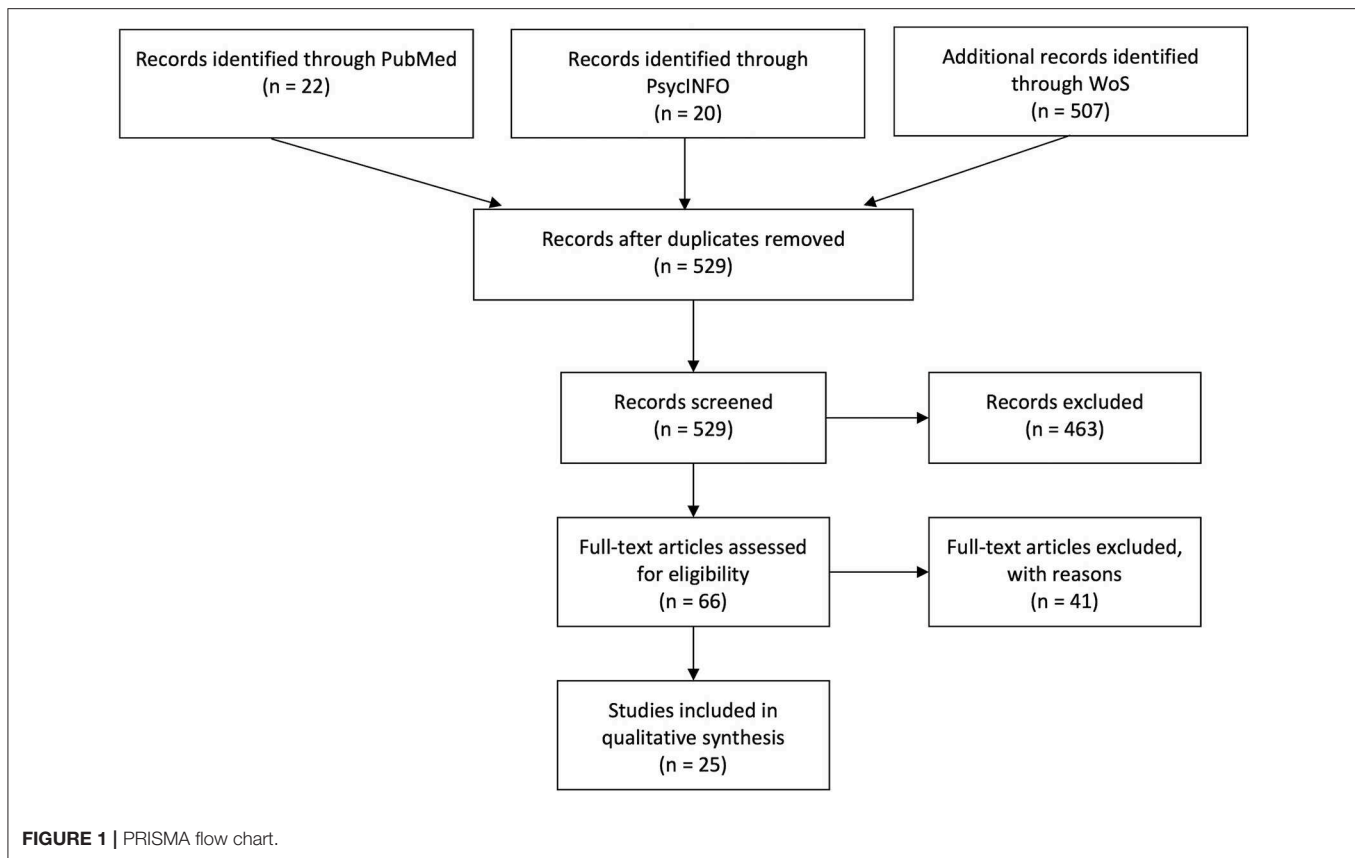 Records identified through PubMed
(n = 22)
Records identified through
PsycINFO
(n = 20)
Additional records identified
through WoS
(n = 507)
Records after duplicates removed
(n = 529)
Records screened
(n = 529)
Records excluded
(n = 463)
Full-text articles assessed
for eligibility
(n = 66)
Full-text articles excluded,
with reasons
(n = 41)
Studies included in
qualitative synthesis
(n = 25)
FIGURE 1 | PRISMA flow chart.